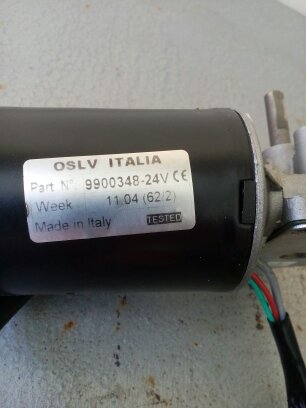 OSLV ITALIA
Part N° 9900348-24V CE
Week 11.04 (62/2)
Made in Italy TESTED